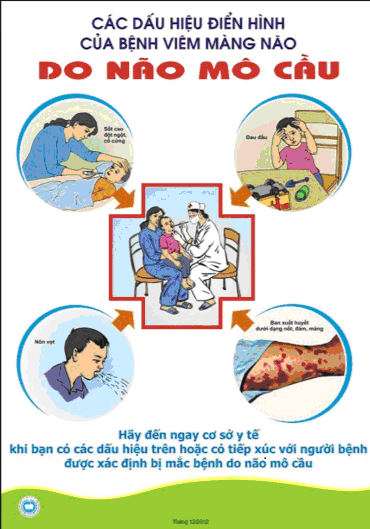 CÁC DẤU HIỆU ĐIỂN HÌNH
CỦA BỆNH VIÊM MÀNG NÃO
DO NÃO MÔ CẦU
Sốt cao
đột ngột,
cổ cứng
Đau đầu
Nôn vọt
Ban xuất huyết
dưới dạng nốt, đám, mảng
Hãy đến ngay cơ sở y tế
khi bạn có các dấu hiệu trên hoặc có tiếp xúc với người bệnh
được xác định bị mắc bệnh do não mô cầu